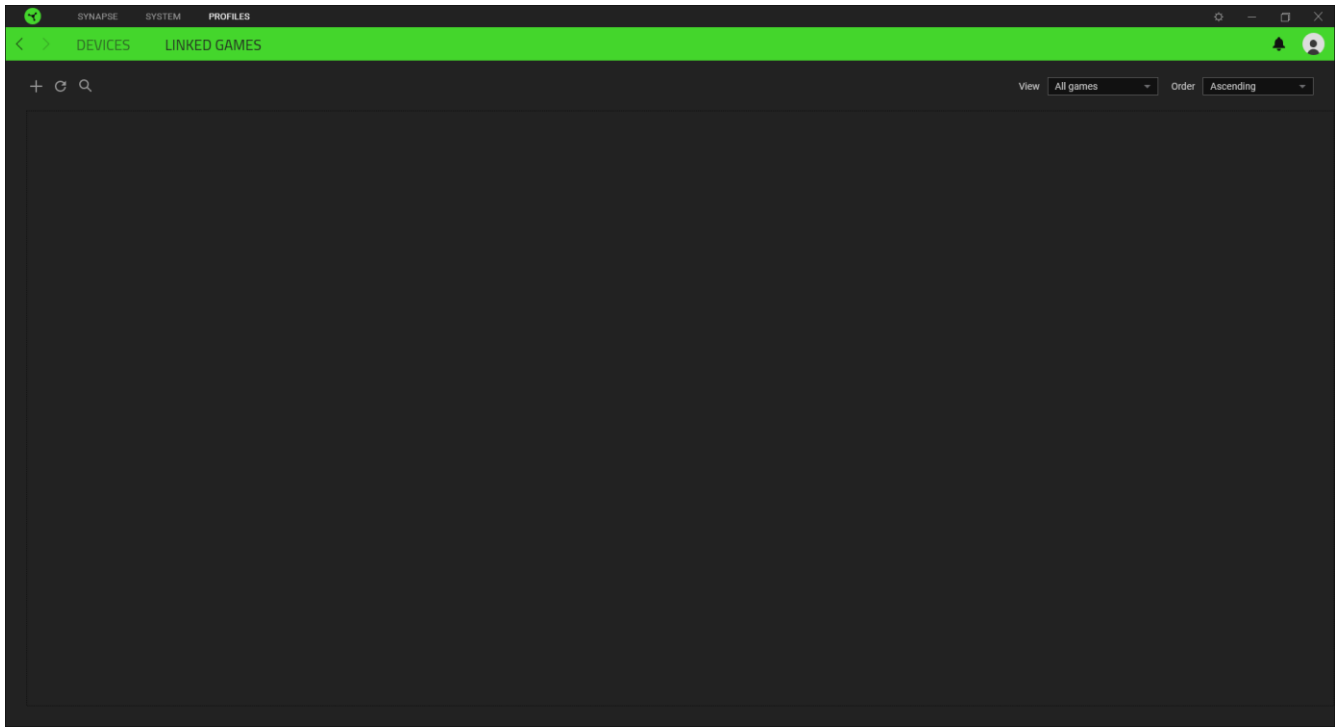 SYNAPSE SYSTEM PROFILES
DEVICES LINKED GAMES
View All games Order Ascending